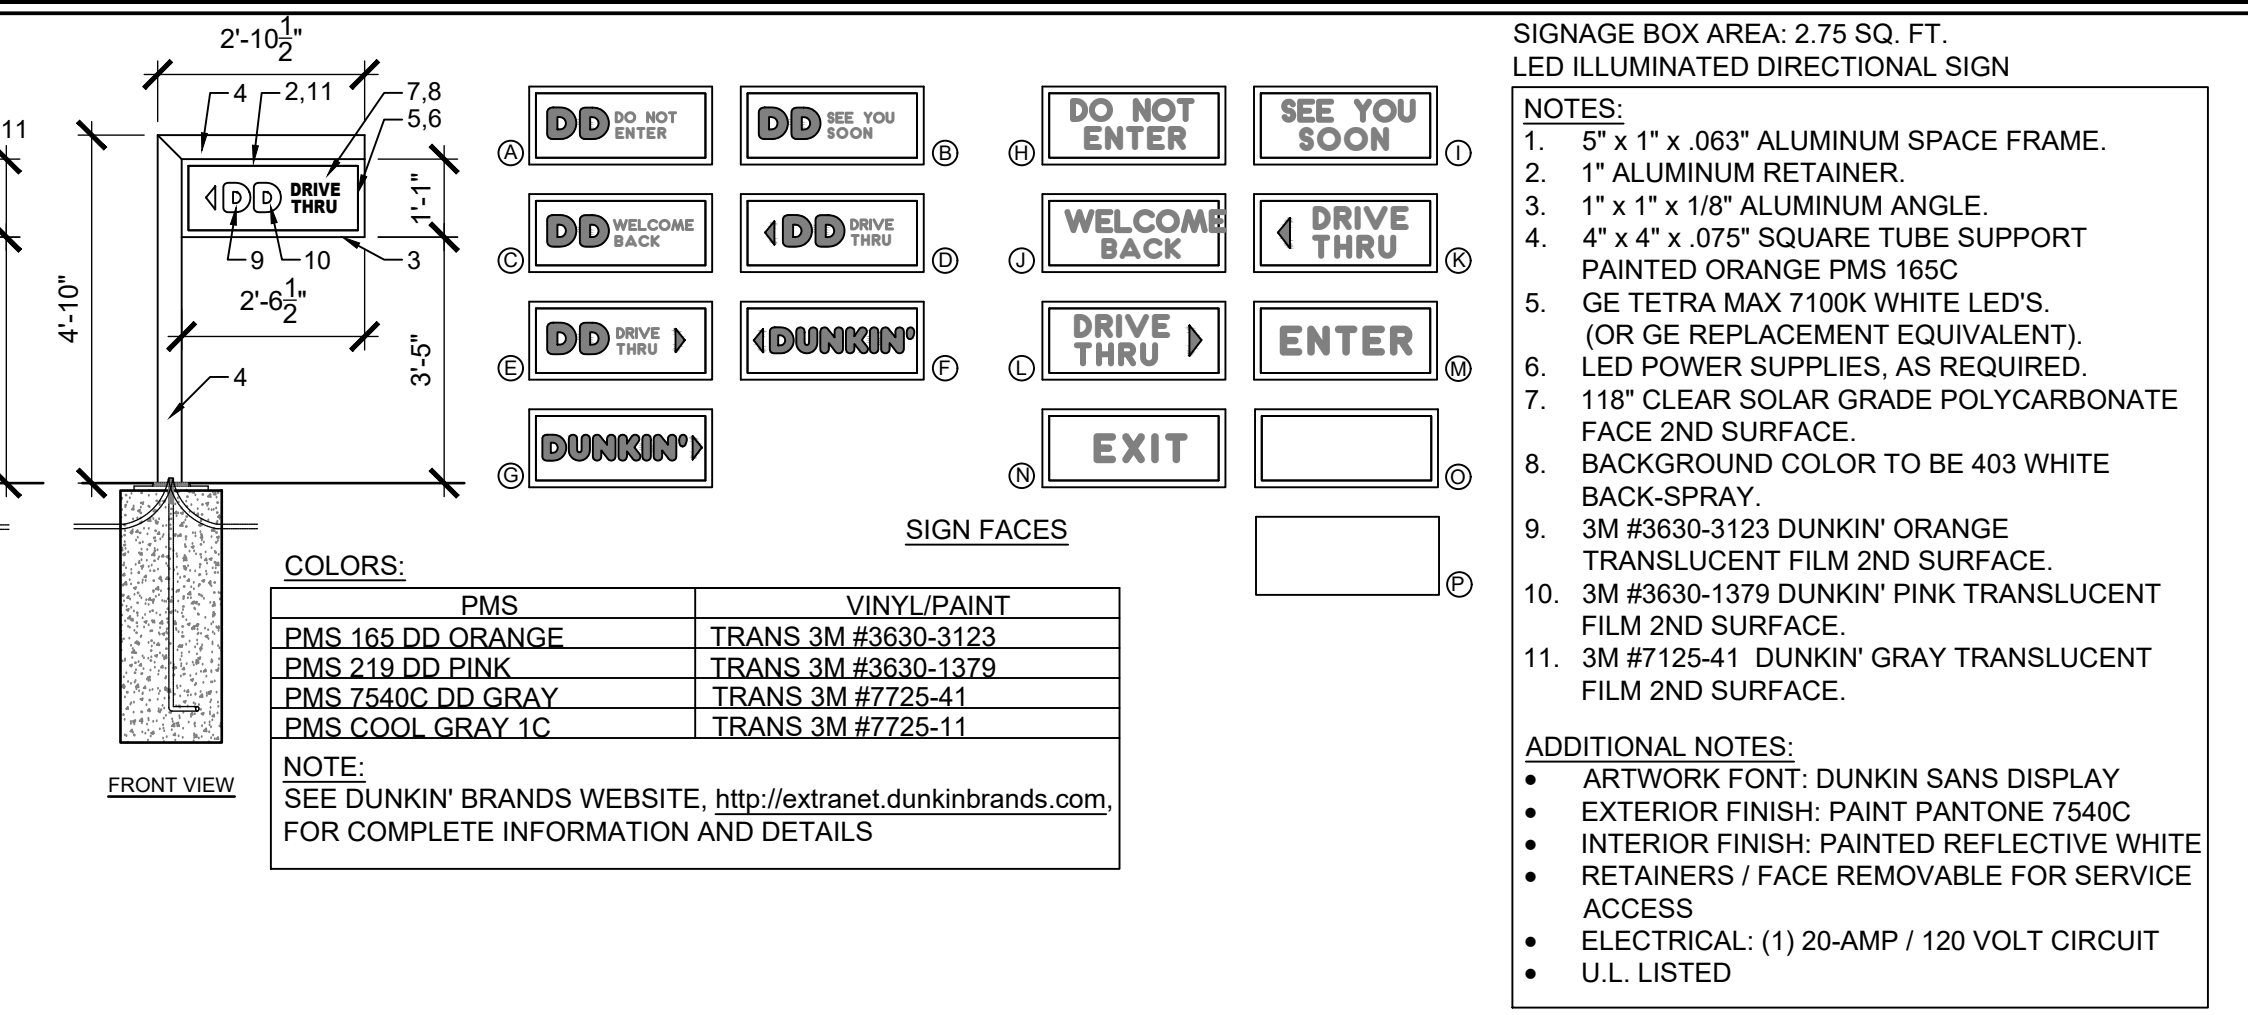 2'-10 1/2"
4
2,11
7,8
5,6
11
1'-1"
DD DRIVE
THRU
9
10
3
2'-6 1/2"
4'-10"
3'-5"
4
FRONT VIEW
DD DO NOT
ENTER
A
DD SEE YOU
SOON
B
DD WELCOME
BACK
C
DD DRIVE
THRU
D
DD DRIVE
THRU
E
DUNKIN'
F
DUNKIN'
G
DO NOT
ENTER
H
SEE YOU
SOON
I
WELCOME
BACK
J
DRIVE
THRU
K
DRIVE
THRU
L
ENTER
M
EXIT
N
O
P
SIGN FACES
COLORS:
PMS VINYL/PAINT
PMS 165 DD ORANGE TRANS 3M #3630-3123
PMS 219 DD PINK TRANS 3M #3630-1379
PMS 7540C DD GRAY TRANS 3M #7725-41
PMS COOL GRAY 1C TRANS 3M #7725-11
NOTE:
SEE DUNKIN' BRANDS WEBSITE, http://extranet.dunkinbrands.com,
FOR COMPLETE INFORMATION AND DETAILS
SIGNAGE BOX AREA: 2.75 SQ. FT.
LED ILLUMINATED DIRECTIONAL SIGN
NOTES:
1. 5" x 1" x .063" ALUMINUM SPACE FRAME.
2. 1" ALUMINUM RETAINER.
3. 1" x 1" x 1/8" ALUMINUM ANGLE.
4. 4" x 4" x .075" SQUARE TUBE SUPPORT
PAINTED ORANGE PMS 165C
5. GE TETRA MAX 7100K WHITE LED'S.
(OR GE REPLACEMENT EQUIVALENT).
6. LED POWER SUPPLIES, AS REQUIRED.
7. 118" CLEAR SOLAR GRADE POLYCARBONATE
FACE 2ND SURFACE.
8. BACKGROUND COLOR TO BE 403 WHITE
BACK-SPRAY.
9. 3M #3630-3123 DUNKIN' ORANGE
TRANSLUCENT FILM 2ND SURFACE.
10. 3M #3630-1379 DUNKIN' PINK TRANSLUCENT
FILM 2ND SURFACE.
11. 3M #7125-41 DUNKIN' GRAY TRANSLUCENT
FILM 2ND SURFACE.
ADDITIONAL NOTES:
• ARTWORK FONT: DUNKIN SANS DISPLAY
• EXTERIOR FINISH: PAINT PANTONE 7540C
• INTERIOR FINISH: PAINTED REFLECTIVE WHITE
• RETAINERS / FACE REMOVABLE FOR SERVICE
ACCESS
• ELECTRICAL: (1) 20-AMP / 120 VOLT CIRCUIT
• U.L. LISTED